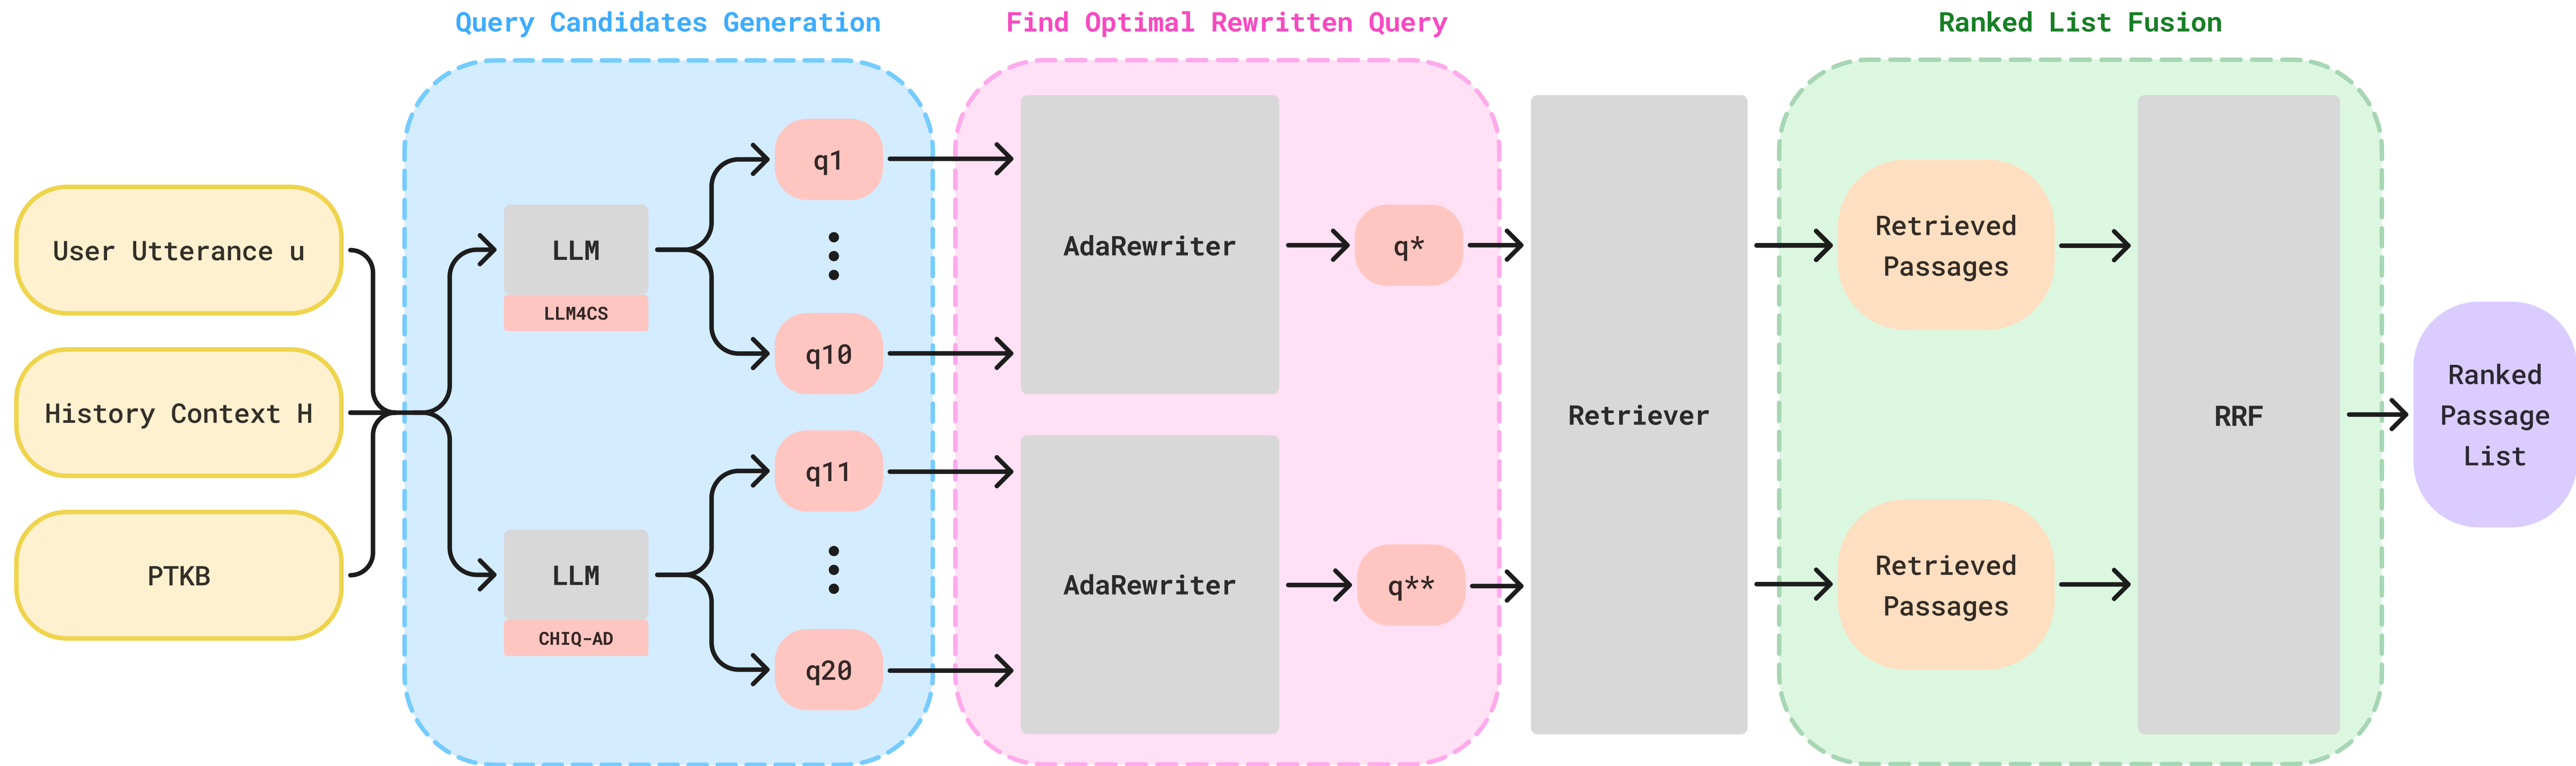 Query Candidates Generation
Find Optimal Rewritten Query
Ranked List Fusion
User Utterance u
History Context H
PTKB
LLM
LLM4CS
LLM
CHIQ-AD
q1
q10
q11
q20
AdaRewriter
AdaRewriter
q*
q**
Retriever
Retrieved
Passages
Retrieved
Passages
RRF
Ranked
Passage
List